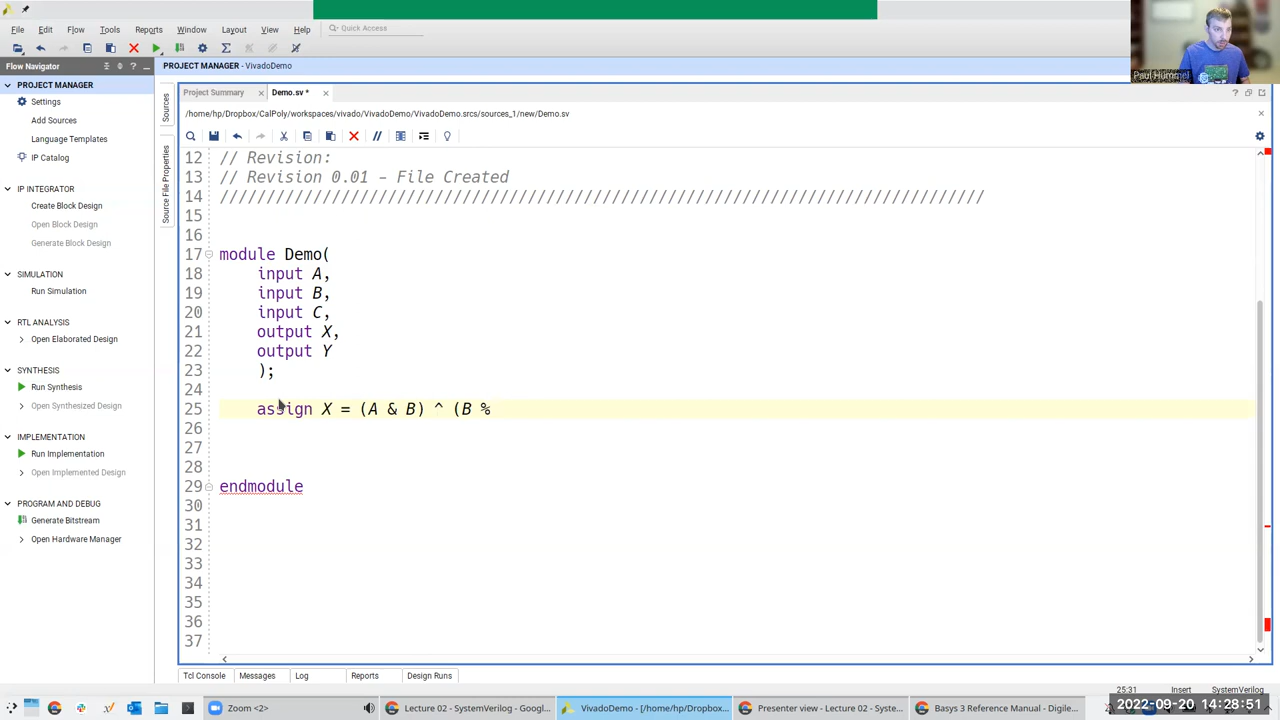 File Edit Flow Tools Reports Window Layout View Help
Quick Access
Flow Navigator
PROJECT MANAGER - VivadoDemo
Paul Hummel
PROJECT MANAGER
Settings
Add Sources
Language Templates
IP Catalog
IP INTEGRATOR
Create Block Design
Open Block Design
Generate Block Design
SIMULATION
Run Simulation
RTL ANALYSIS
Open Elaborated Design
SYNTHESIS
Run Synthesis
Open Synthesized Design
IMPLEMENTATION
Run Implementation
Open Implemented Design
PROGRAM AND DEBUG
Generate Bitstream
Open Hardware Manager
Sources
Source File Properties
Project Summary
Demo.sv *
/home/hp/Dropbox/CalPoly/workspaces/vivado/VivadoDemo/VivadoDemo.srcs/sources_1/new/Demo.sv
12 // Revision:
13 // Revision 0.01 - File Created
14 //////////////////////////////////////////////////////////////////////////////////
15
16
17 module Demo(
18 input A,
19 input B,
20 input C,
21 output X,
22 output Y
23 );
24
25 assign X = (A & B) ^ (B %
26
27
28
29 endmodule
30
31
32
33
34
35
36
37
Tcl Console Messages Log Reports Design Runs
25:31 Insert SystemVerilog
Zoom <2>
Lecture 02 - SystemVerilog - Googl...
VivadoDemo - [/home/hp/Dropbox...
Presenter view - Lecture 02 - Syste...
Basys 3 Reference Manual - Digile...
2022-09-20 14:28:51